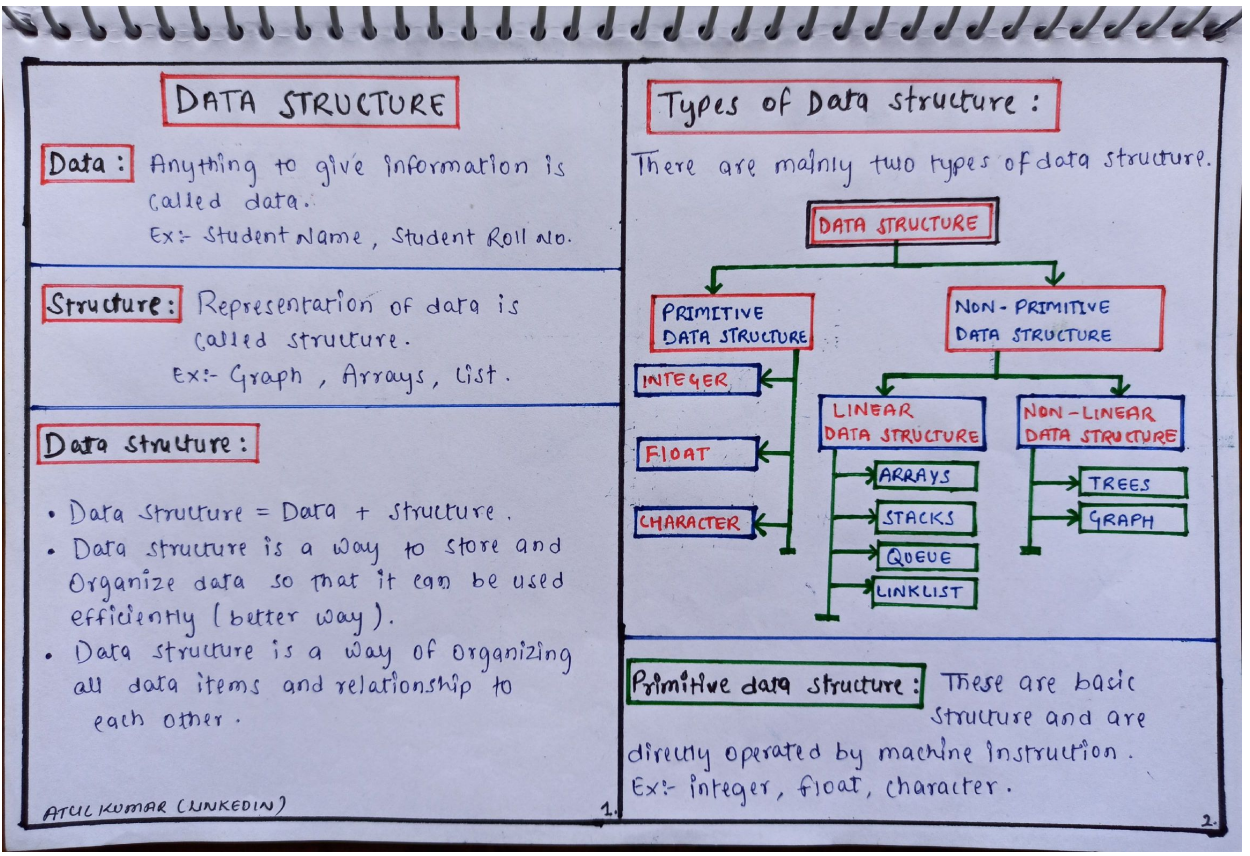 DATA STRUCTURE
Data : Anything to give information is
called data.
Ex:- Student Name, Student Roll No.
Structure : Representation of data is
called structure.
Ex:- Graph, Arrays, List.
Data structure :
• Data structure = Data + structure.
• Data structure is a way to store and
Organize data so that it can be used
efficiently (better way).
• Data structure is a way of organizing
all data items and relationship to
each other.
ATUL KUMAR (LINKEDIN)
1.
Types of Data structure :
There are mainly two types of data structure.
DATA STRUCTURE
PRIMITIVE
DATA STRUCTURE
INTEGER
FLOAT
CHARACTER
NON-PRIMITIVE
DATA STRUCTURE
LINEAR
DATA STRUCTURE
ARRAYS
STACKS
QUEUE
LINKLIST
NON-LINEAR
DATA STRUCTURE
TREES
GRAPH
Primitive data structure : These are basic
structure and are
directly operated by machine instruction.
Ex:- integer, float, character.
2.